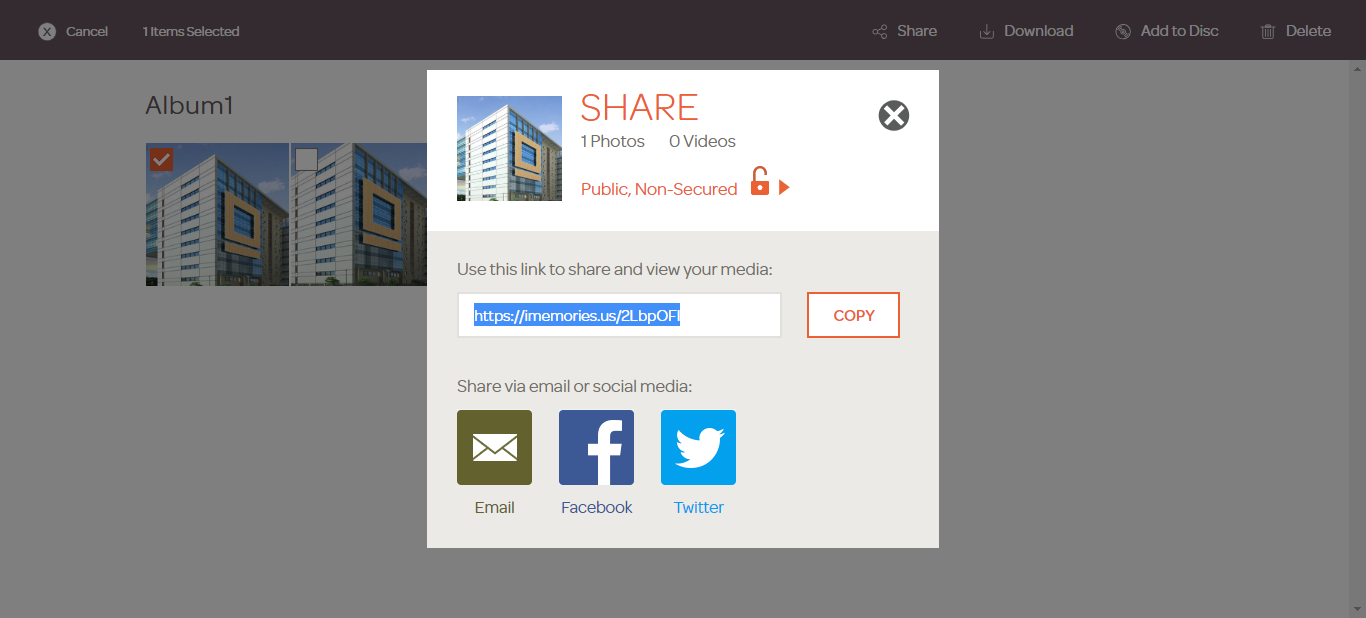 Cancel
1 Items Selected
Share
Download
Add to Disc
Delete
Album1
SHARE
1 Photos 0 Videos
Public, Non-Secured
Use this link to share and view your media:
https://imemories.us/2LbpOFI
COPY
Share via email or social media:
Email
Facebook
Twitter